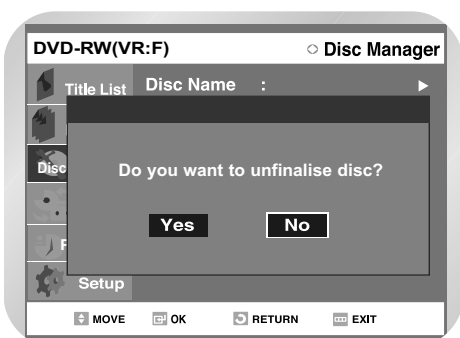 DVD-RW(VR:F) Disc Manager
Title List Disc Name : ►
Disc
Do you want to unfinalise disc?
Yes No
Setup
MOVE OK RETURN EXIT